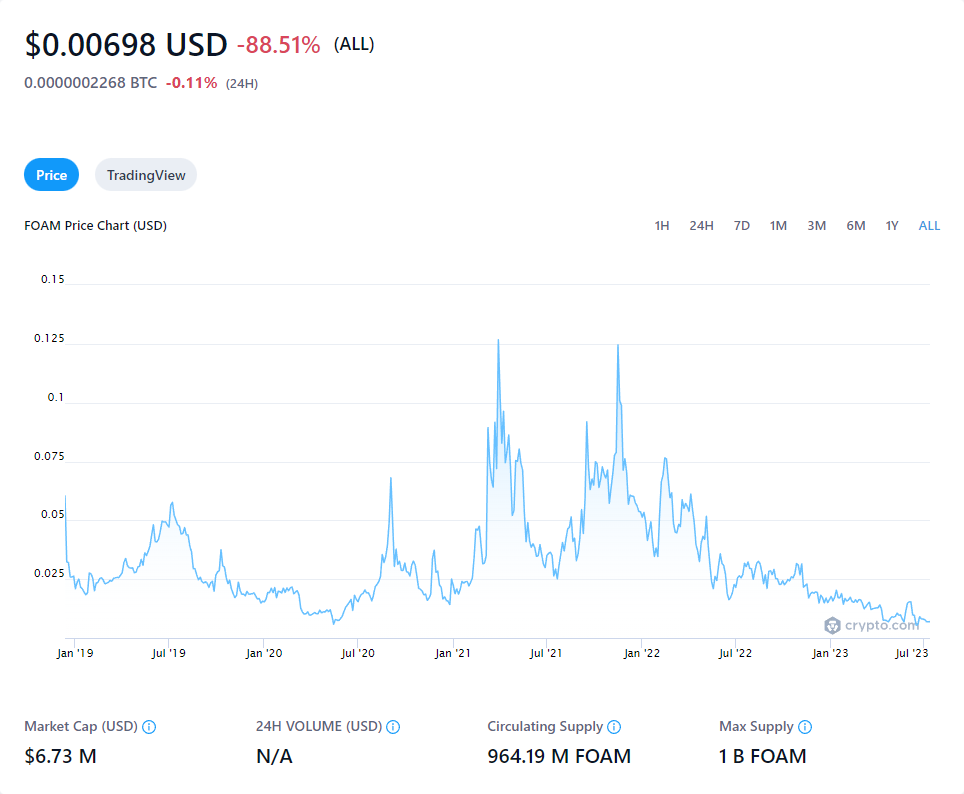 $0.00698 USD -88.51% (ALL)
0.0000002268 BTC -0.11% (24H)
Price TradingView
FOAM Price Chart (USD) 1H 24H 7D 1M 3M 6M 1Y ALL
0.15
0.125
0.1
0.075
0.05
0.025
crypto.com
Jan '19 Jul '19 Jan '20 Jul '20 Jan '21 Jul '21 Jan '22 Jul '22 Jan '23 Jul '23
Market Cap (USD) 24H VOLUME (USD) Circulating Supply Max Supply
$6.73 M N/A 964.19 M FOAM 1 B FOAM